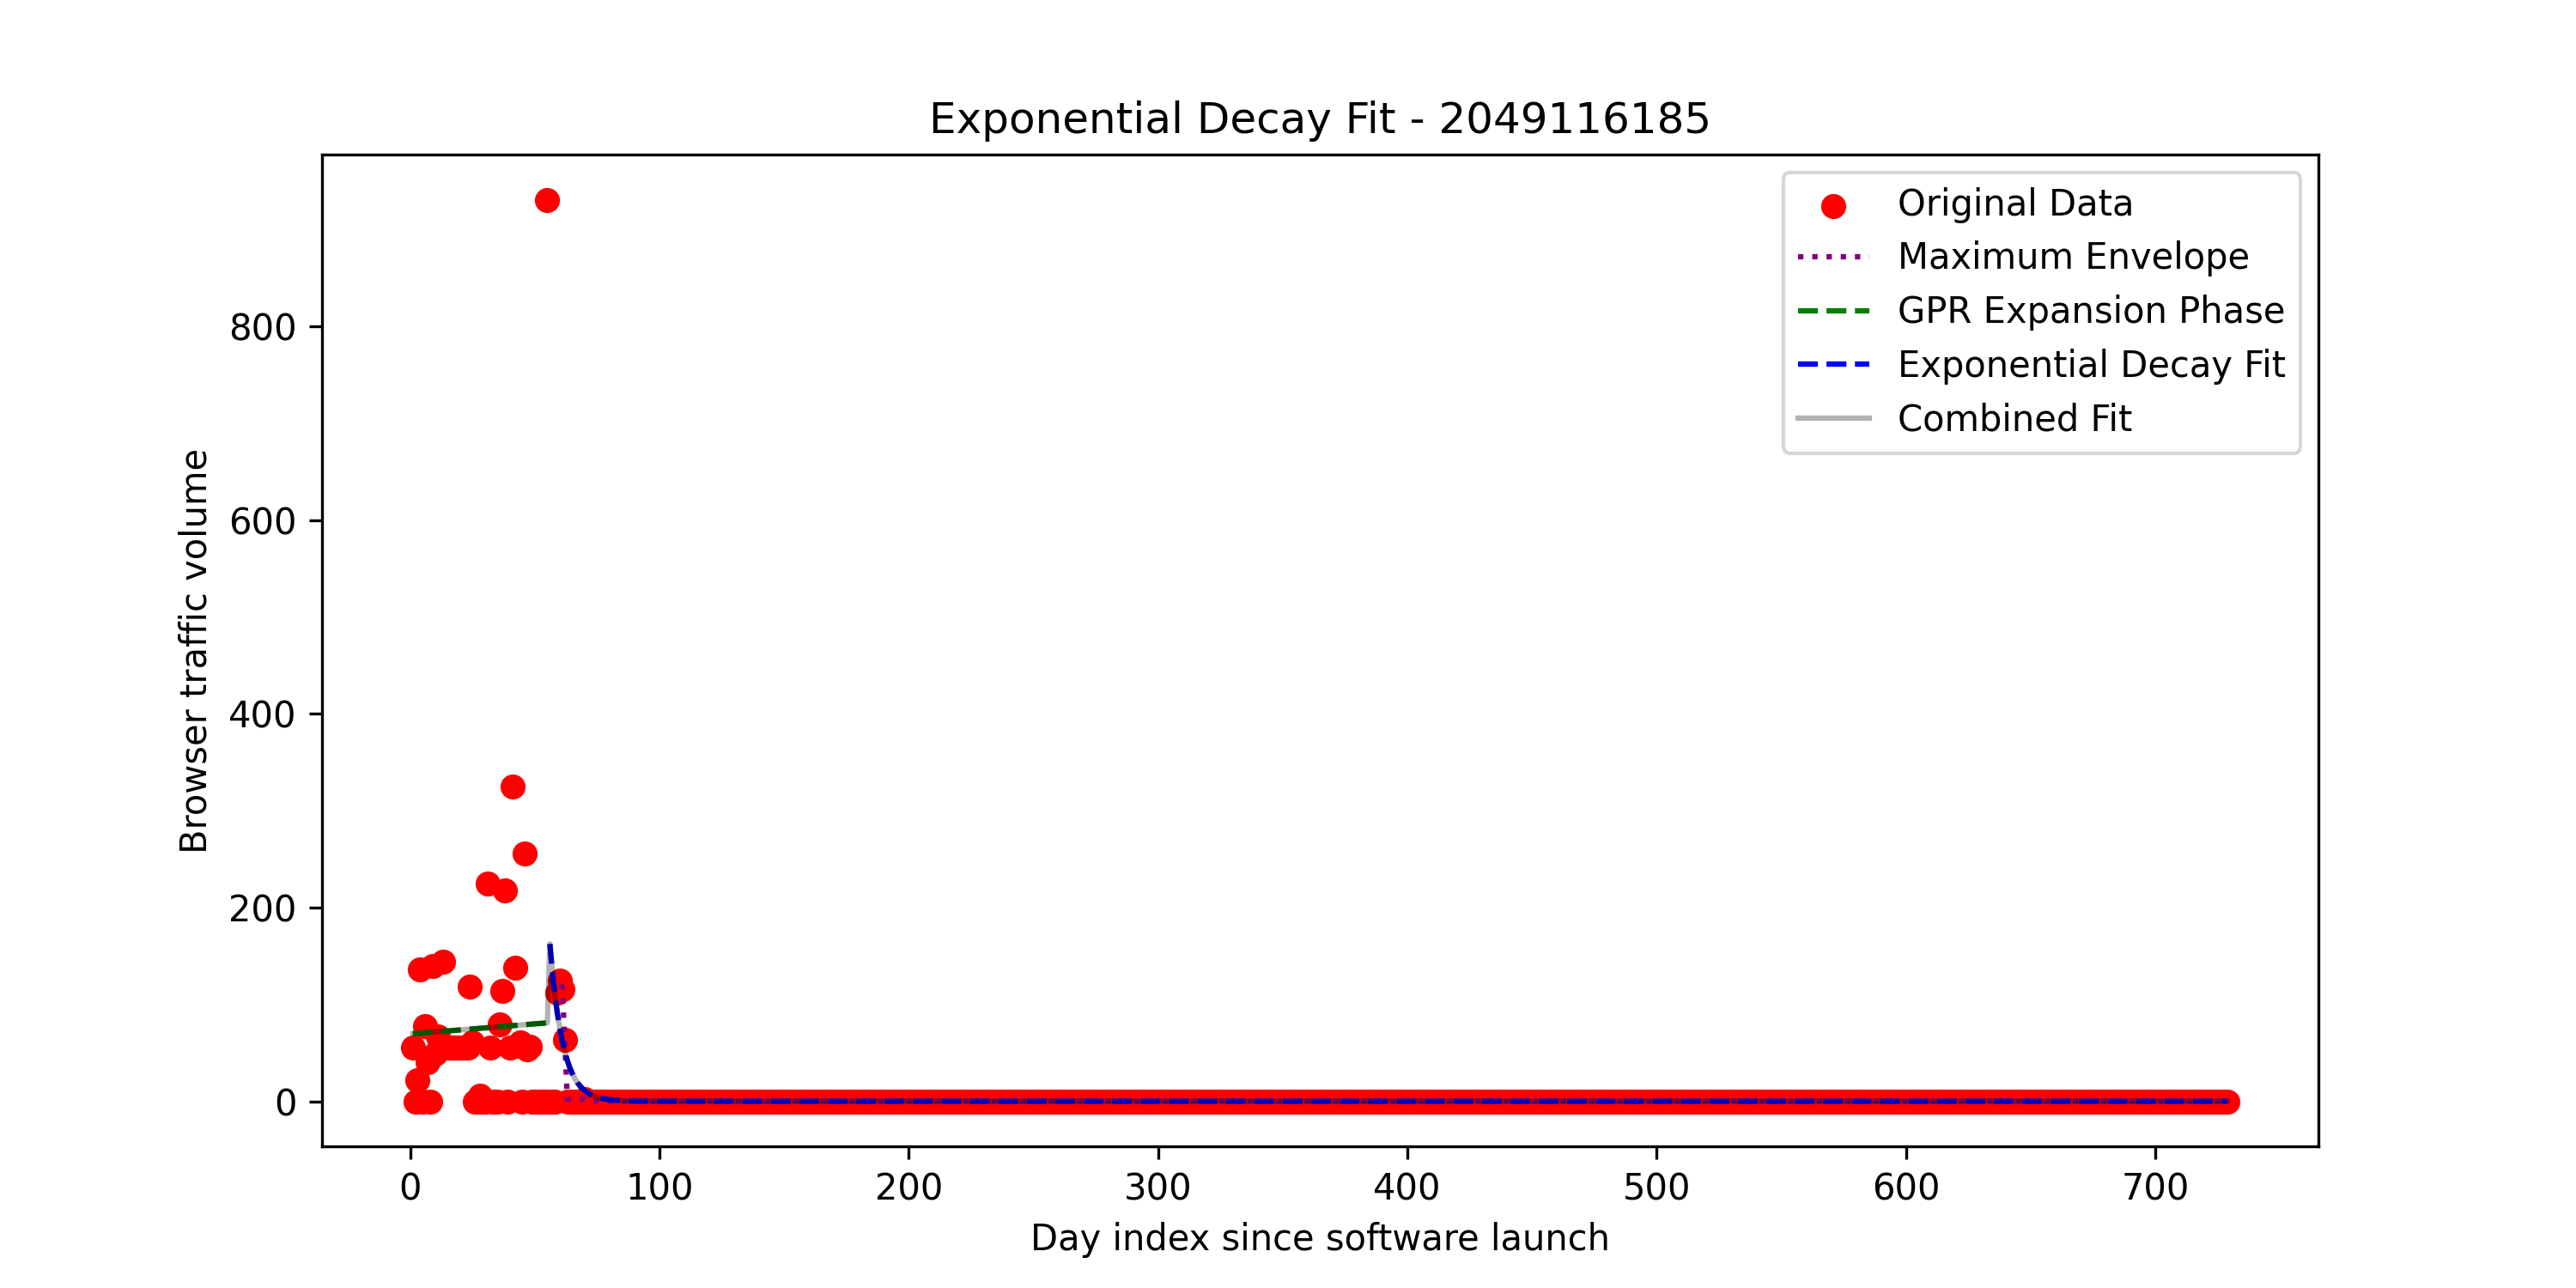 Exponential Decay Fit - 2049116185
Original Data
Maximum Envelope
GPR Expansion Phase
Exponential Decay Fit
Combined Fit
Browser traffic volume
800
600
400
200
0
0 100 200 300 400 500 600 700
Day index since software launch